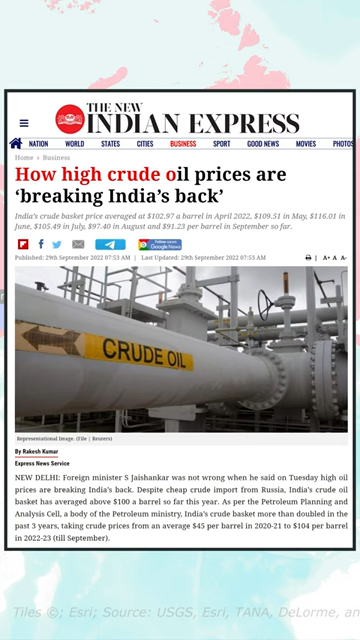 THE NEW
INDIAN EXPRESS
NATION WORLD STATES CITIES BUSINESS SPORT GOOD NEWS MOVIES PHOTOS
Home > Business
How high crude oil prices are
‘breaking India’s back’
India's crude basket price averaged at $102.97 a barrel in April 2022, $109.51 in May, $116.01 in
June, $105.49 in July, $97.40 in August and $91.23 per barrel in September so far.
Follow us on
Google News
Published: 29th September 2022 07:53 AM | Last Updated: 29th September 2022 07:53 AM | A+ A A-
CRUDE OIL
Representational Image. (File | Reuters)
By Rakesh Kumar
Express News Service
NEW DELHI: Foreign minister S Jaishankar was not wrong when he said on Tuesday high oil
prices are breaking India’s back. Despite cheap crude import from Russia, India’s crude oil
basket has averaged above $100 a barrel so far this year. As per the Petroleum Planning and
Analysis Cell, a body of the Petroleum ministry, India’s crude basket more than doubled in the
past 3 years, taking crude prices from an average $45 per barrel in 2020-21 to $104 per barrel
in 2022-23 (till September).
Tiles ©; Esri; Source: USGS, Esri, TANA, DeLorme, an